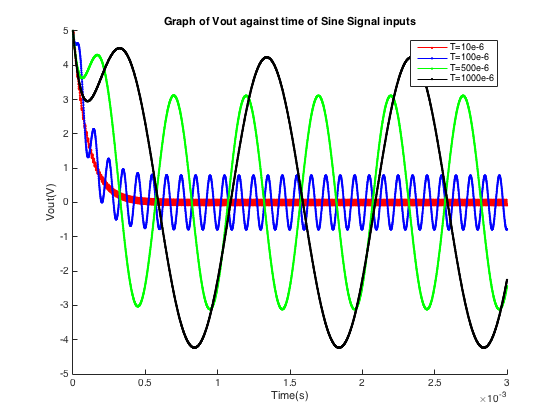 Graph of Vout against time of Sine Signal inputs
T=10e-6
T=100e-6
T=500e-6
T=1000e-6
Vout(V)
5
4
3
2
1
0
-1
-2
-3
-4
-5
0
0.5
1
1.5
2
2.5
3
Time(s)
×10⁻³